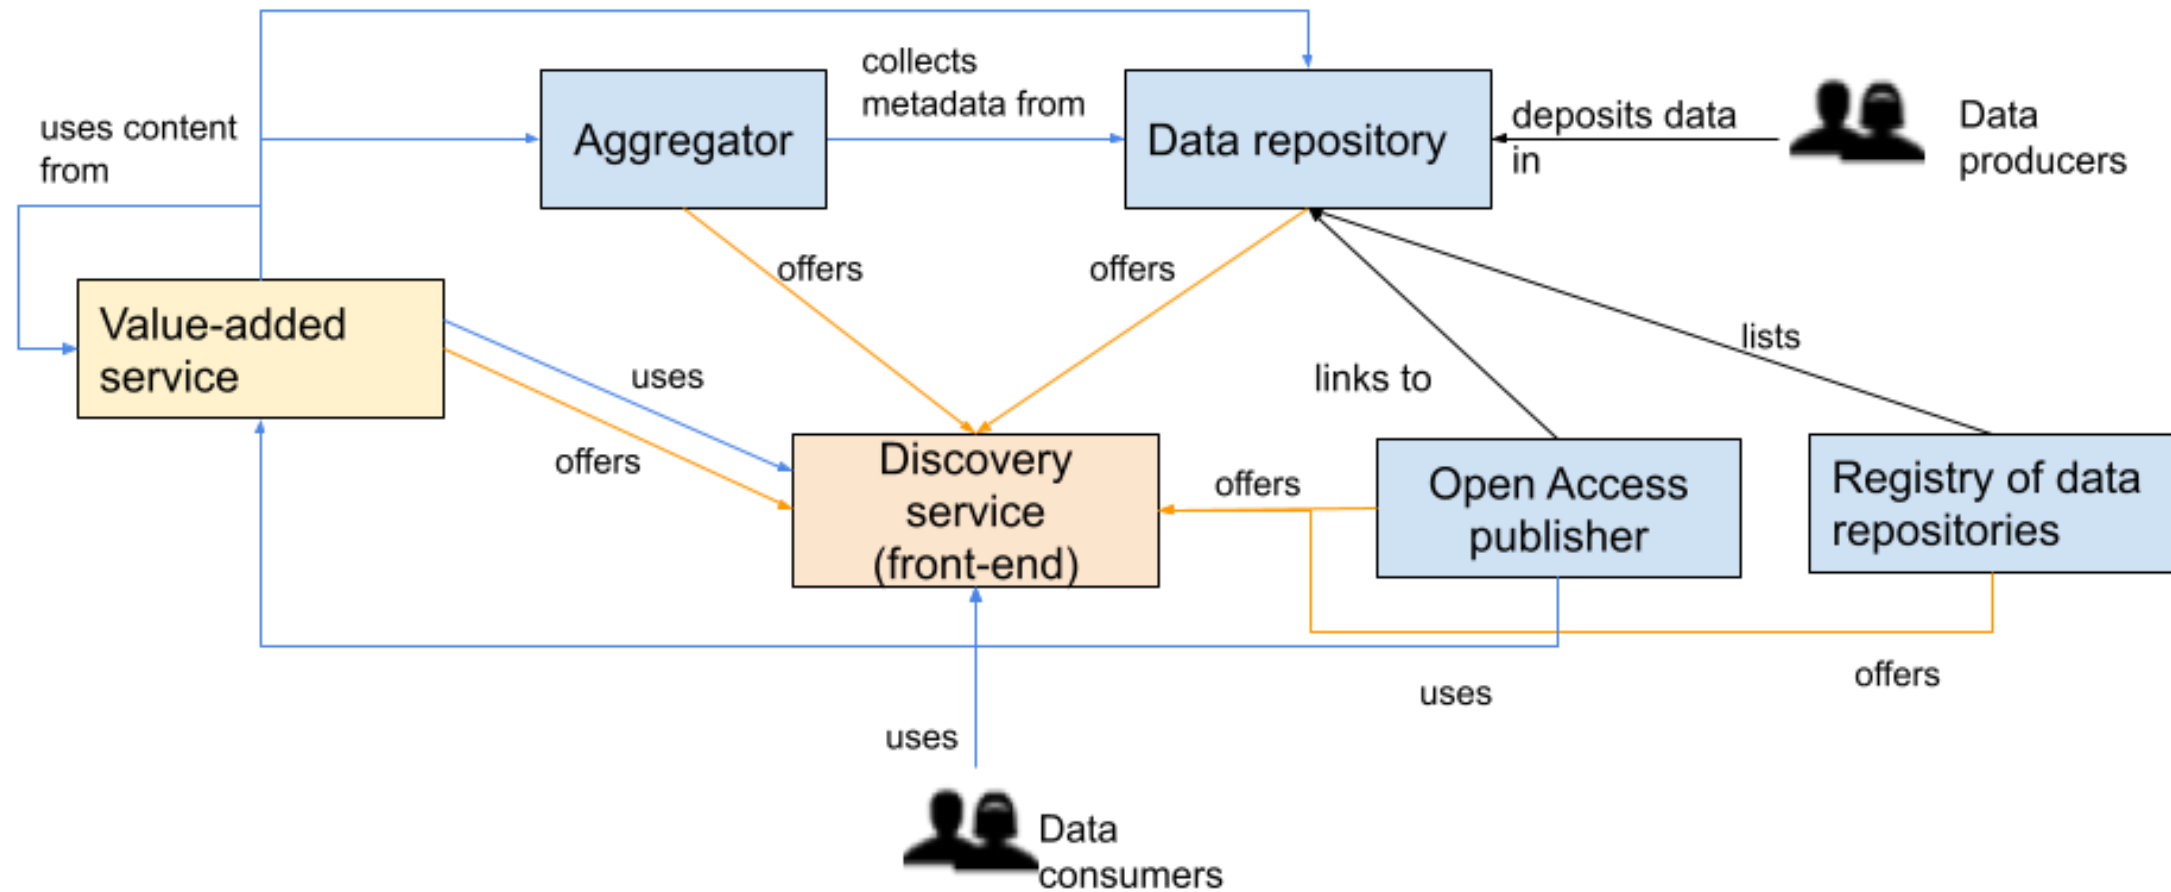 collects
metadata from
uses content
from
Aggregator
Data repository
deposits data
in
Data
producers
offers
offers
Value-added
service
lists
uses
links to
offers
Discovery
service
(front-end)
offers
Open Access
publisher
Registry of data
repositories
offers
uses
uses
Data
consumers